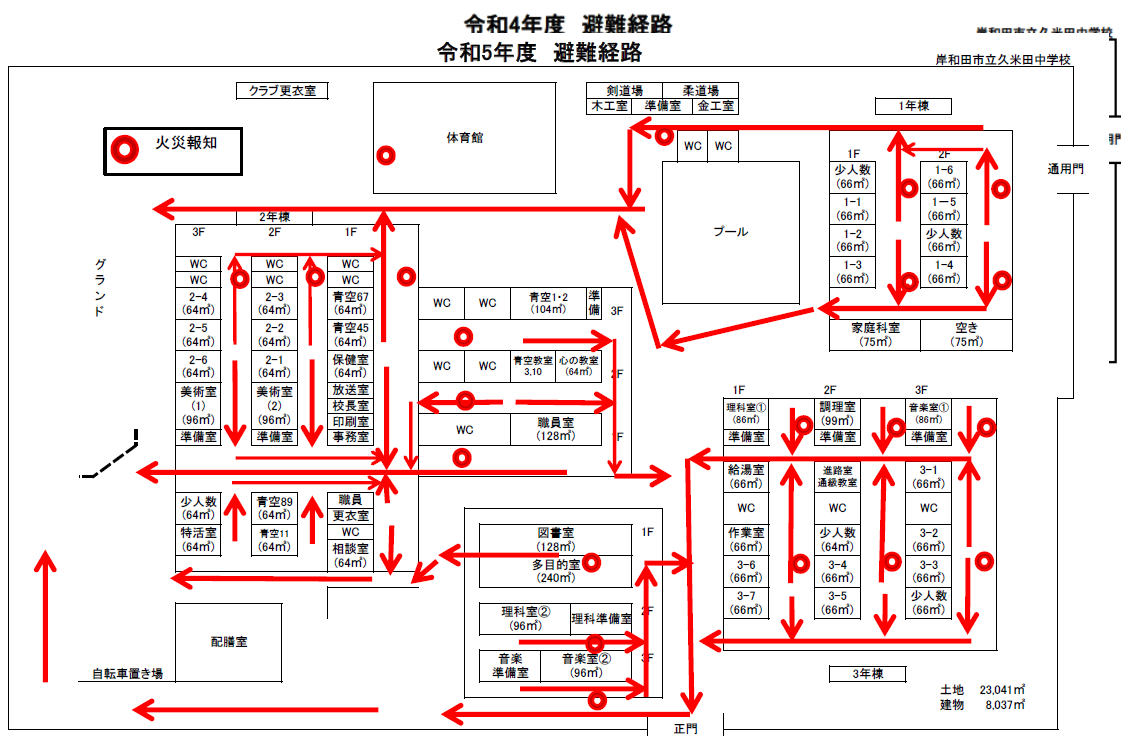 令和4年度　避難経路
岸和田市立久米田中学校
令和5年度　避難経路
岸和田市立久米田中学校
クラブ更衣室
体育館
剣道場
柔道場
木工室
準備室
金工室
1年棟
火災報知
WC
WC
プール
通用門
用門
1F
2F
少人数
(66㎡)
1-6
(66㎡)
1-1
(66㎡)
1-5
(66㎡)
1-2
(66㎡)
少人数
(66㎡)
1-3
(66㎡)
1-4
(66㎡)
家庭科室
(75㎡)
空き
(75㎡)
グランド
2年棟
3F
2F
1F
WC
WC
WC
WC
WC
WC
2-4
(64㎡)
2-3
(64㎡)
青空67
(64㎡)
2-5
(64㎡)
2-2
(64㎡)
青空45
(64㎡)
2-6
(64㎡)
2-1
(64㎡)
保健室
(64㎡)
美術室
(1)
(96㎡)
美術室
(2)
(96㎡)
放送室
校長室
印刷室
準備室
準備室
事務室
少人数
(64㎡)
青空89
(64㎡)
職員
更衣室
特活室
(64㎡)
青空11
(64㎡)
WC
相談室
(64㎡)
WC
WC
青空1・2
(104㎡)
準備
3F
WC
WC
青空教室
3,10
心の教室
(64㎡)
2F
WC
職員室
(128㎡)
1F
図書室
(128㎡)
1F
多目的室
(240㎡)
理科室②
(96㎡)
理科準備室
2F
音楽
準備室
音楽室②
(96㎡)
3F
1F
2F
3F
理科室①
(86㎡)
調理室
(99㎡)
音楽室①
(86㎡)
準備室
準備室
準備室
給湯室
(66㎡)
進路室
通級教室
3-1
(66㎡)
WC
WC
WC
作業室
(66㎡)
少人数
(64㎡)
3-2
(66㎡)
3-6
(66㎡)
3-4
(66㎡)
3-3
(66㎡)
3-7
(66㎡)
3-5
(66㎡)
少人数
(66㎡)
3年棟
配膳室
自転車置き場
土地　23,041㎡
建物　8,037㎡
正門